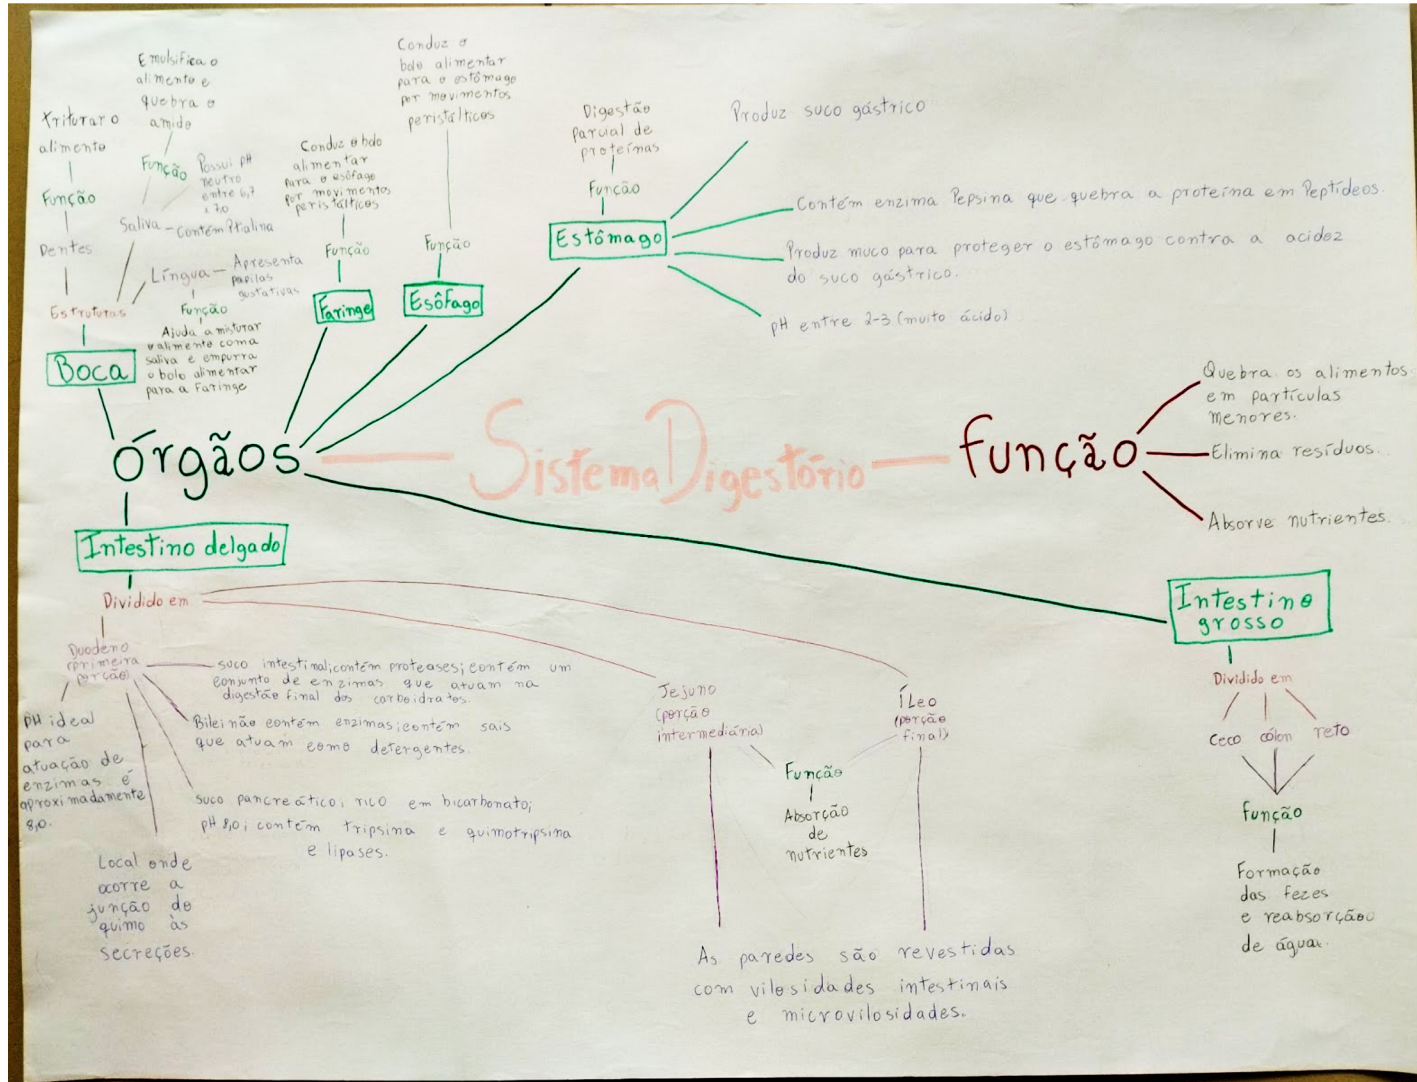 Emulsifica o
alimento e
quebra o
amido
Função
Triturar o
alimento
Função
Dentes
Possui pH
neutro
entre 6,7
Saliva - contém Ptialina
Língua - Apresenta
papilas
gustativas
Função
Ajuda a misturar
o alimento com a
saliva e empurra
o bolo alimentar
para a Faringe
Estruturas
Boca
Conduz o bolo
alimentar
para o esôfago
por movimentos
peristálticos
Função
Faringe
Conduz o
bolo alimentar
para o estômago
por movimentos
peristálticos
Função
Esôfago
Digestão
parcial de
proteínas
Função
Estômago
Produz suco gástrico
Contém enzima Pepsina que quebra a proteína em Peptídeos.
Produz muco para proteger o estômago contra a acidez
do suco gástrico.
pH entre 2-3 (muito ácido)
órgãos
Sistema Digestório
função
Quebra os alimentos
em partículas
menores.
Elimina resíduos.
Absorve nutrientes.
Intestino delgado
Dividido em
Duodeno
(primeira
porção)
pH ideal
para
atuação de
enzimas é
aproximadamente
8,0.
Local onde
ocorre a
junção do
quimo às
secreções.
suco intestinal; contém proteases; contém um
conjunto de enzimas que atuam na
digestão final dos carboidratos.
Bile: não contém enzimas; contém sais
que atuam como detergentes.
suco pancreático; rico em bicarbonato;
pH 8,0; contém tripsina e quimotripsina
e lipases.
Jejuno
(porção
intermediária)
Íleo
(porção
final)
Função
Absorção
de
nutrientes
As paredes são revestidas
com vilosidades intestinais
e microvilosidades.
Intestino
grosso
Dividido em
Ceco cólon reto
função
Formação
das fezes
e reabsorção
de água.